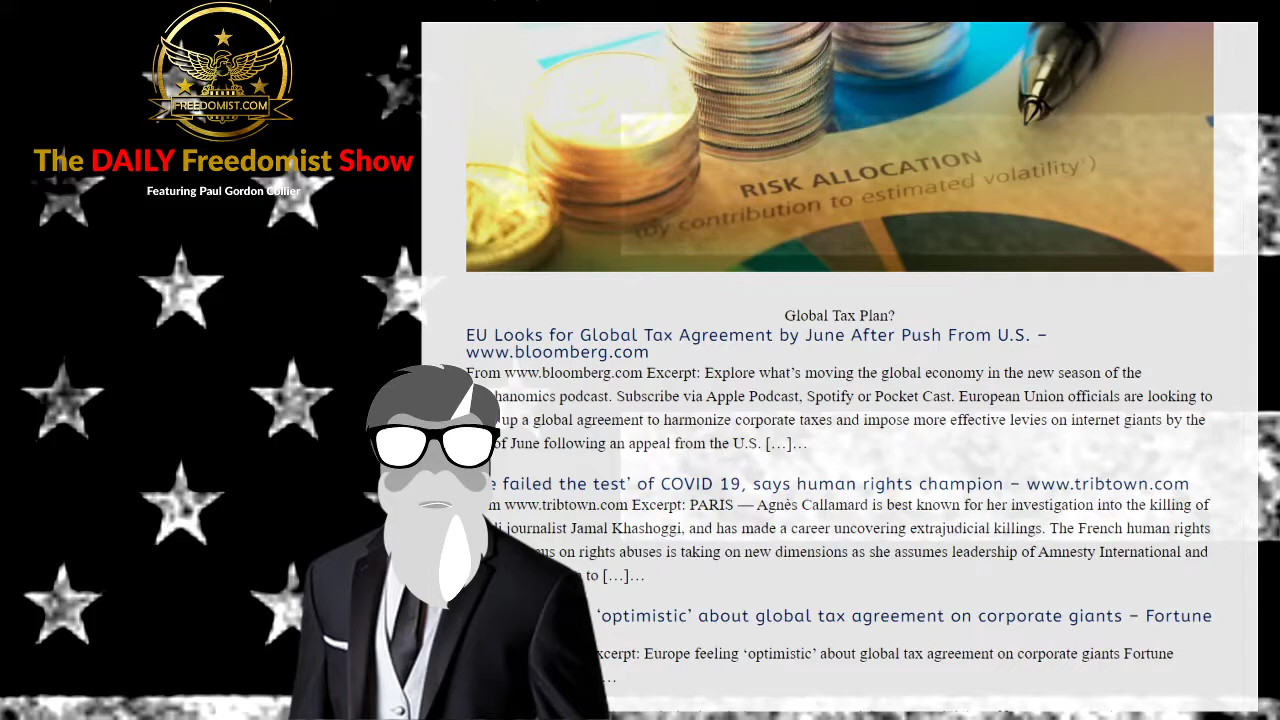 FREEDOMIST.COM
The DAILY Freedomist Show
Featuring Paul Gordon Collier
RISK ALLOCATION
(by contribution to estimated volatility)
Global Tax Plan?
EU Looks for Global Tax Agreement by June After Push From U.S. –
www.bloomberg.com
From www.bloomberg.com Excerpt: Explore what’s moving the global economy in the new season of the
hanomics podcast. Subscribe via Apple Podcast, Spotify or Pocket Cast. European Union officials are looking to
up a global agreement to harmonize corporate taxes and impose more effective levies on internet giants by the
of June following an appeal from the U.S. […]…
e failed the test’ of COVID 19, says human rights champion – www.tribtown.com
m www.tribtown.com Excerpt: PARIS — Agnès Callamard is best known for her investigation into the killing of
i journalist Jamal Khashoggi, and has made a career uncovering extrajudicial killings. The French human rights
us on rights abuses is taking on new dimensions as she assumes leadership of Amnesty International and
to […]…
‘optimistic’ about global tax agreement on corporate giants – Fortune
xcerpt: Europe feeling ‘optimistic’ about global tax agreement on corporate giants Fortune
…